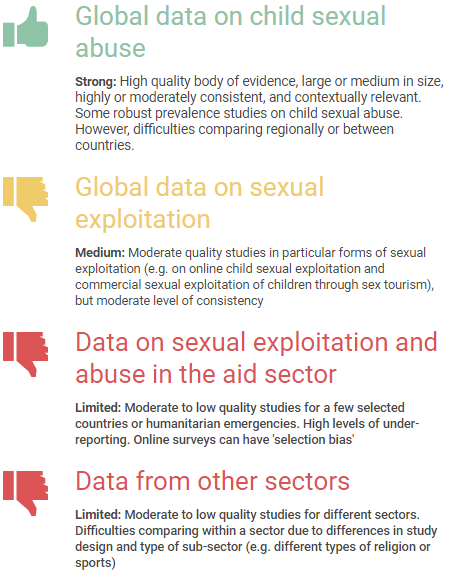 Global data on child sexual
abuse
Strong: High quality body of evidence, large or medium in size,
highly or moderately consistent, and contextually relevant.
Some robust prevalence studies on child sexual abuse.
However, difficulties comparing regionally or between
countries.
Global data on sexual
exploitation
Medium: Moderate quality studies in particular forms of sexual
exploitation (e.g. on online child sexual exploitation and
commercial sexual exploitation of children through sex tourism),
but moderate level of consistency
Data on sexual exploitation and
abuse in the aid sector
Limited: Moderate to low quality studies for a few selected
countries or humanitarian emergencies. High levels of under-
reporting. Online surveys can have 'selection bias'
Data from other sectors
Limited: Moderate to low quality studies for different sectors.
Difficulties comparing within a sector due to differences in study
design and type of sub-sector (e.g. different types of religion or
sports)